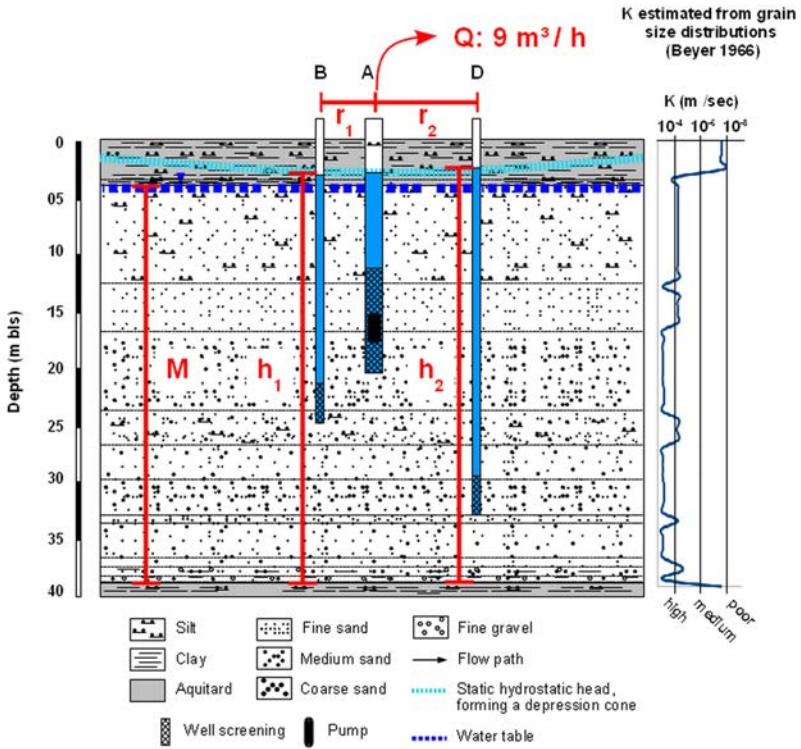 K estimated from grain
size distributions
(Beyer 1966)
Q: 9 m³/ h
B
A
D
r₁
r₂
K (m /sec)
10⁻⁴
10⁻⁶
10⁻⁸
Depth (m bls)
0
05
10
15
20
25
30
35
40
M
h₁
h₂
high
medium
poor
Silt
Fine sand
Fine gravel
Clay
Medium sand
Flow path
Aquitard
Coarse sand
Static hydrostatic head,
forming a depression cone
Well screening
Pump
Water table